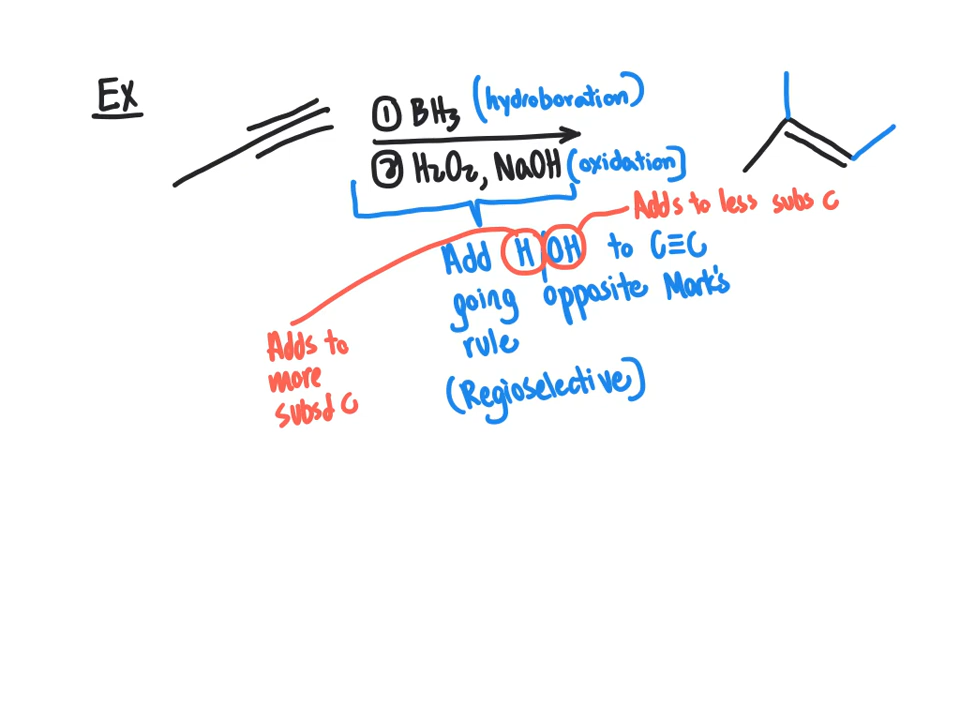 Ex
① BH₃ (hydroboration)
② H₂O₂, NaOH (oxidation)
Adds to less subs C
Add H OH to C≡C
going opposite Mark's
rule
(Regioselective)
Adds to
more
subsd C